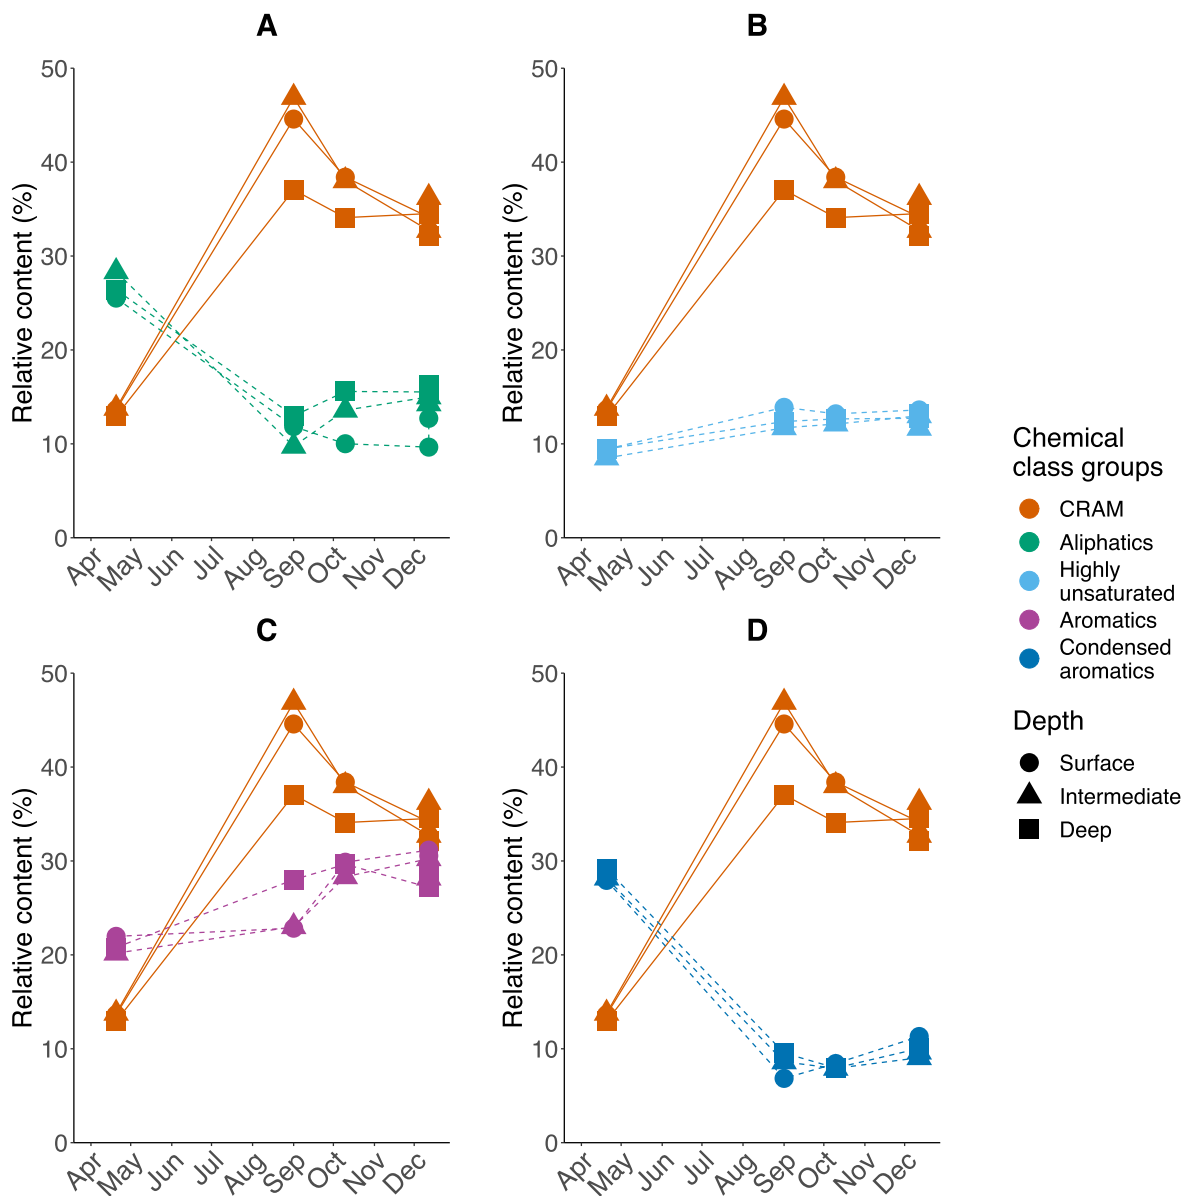 A
Relative content (%)
50
40
30
20
10
0
Apr May Jun Jul Aug Sep Oct Nov Dec
B
Relative content (%)
50
40
30
20
10
0
Apr May Jun Jul Aug Sep Oct Nov Dec
C
Relative content (%)
50
40
30
20
10
0
Apr May Jun Jul Aug Sep Oct Nov Dec
D
Relative content (%)
50
40
30
20
10
0
Apr May Jun Jul Aug Sep Oct Nov Dec
Chemical
class groups
CRAM
Aliphatics
Highly
unsaturated
Aromatics
Condensed
aromatics
Depth
Surface
Intermediate
Deep